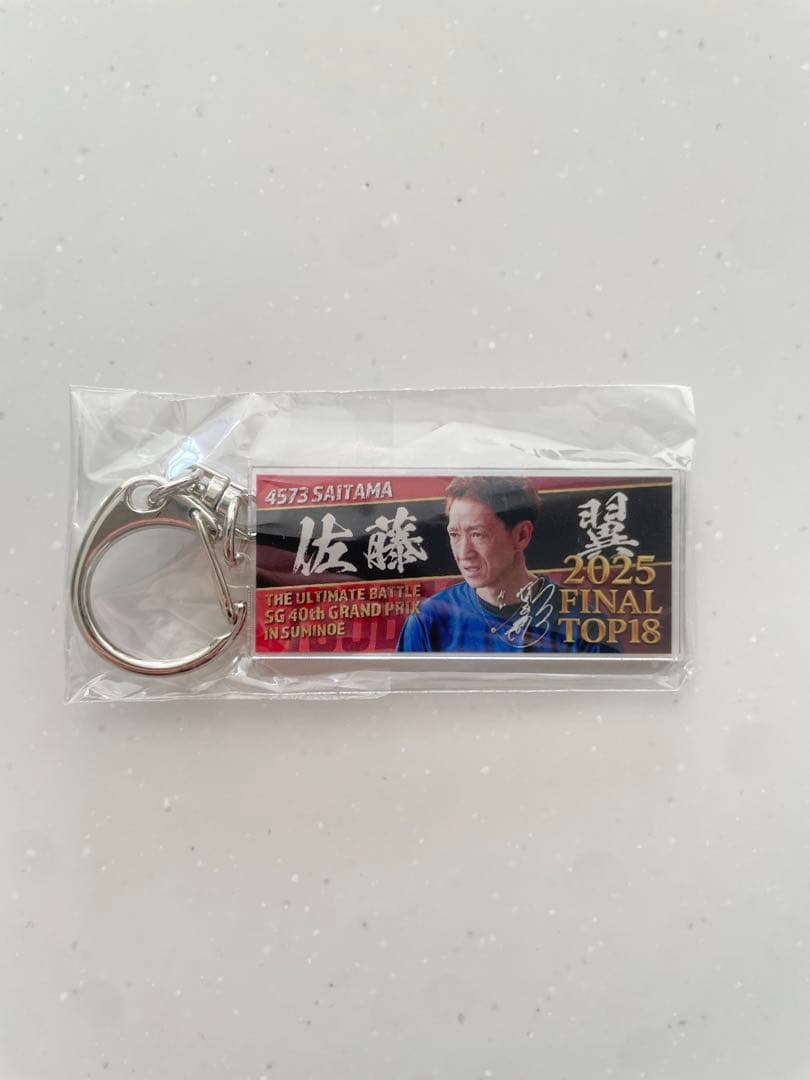 4573 SAITAMA
佐藤 翼
THE ULTIMATE BATTLE
SG 40th GRAND PRIX
IN SUMINOE
2025
FINAL
TOP18